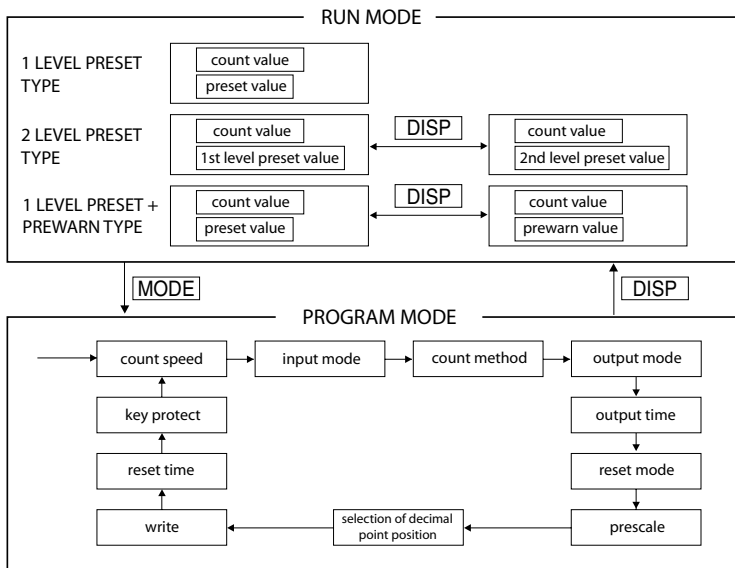 RUN MODE
1 LEVEL PRESET
TYPE
count value
preset value
2 LEVEL PRESET
TYPE
count value
1st level preset value
DISP
count value
2nd level preset value
1 LEVEL PRESET +
PREWARN TYPE
count value
preset value
DISP
count value
prewarn value
MODE
DISP
PROGRAM MODE
count speed
input mode
count method
output mode
key protect
output time
reset time
reset mode
write
selection of decimal
point position
prescale